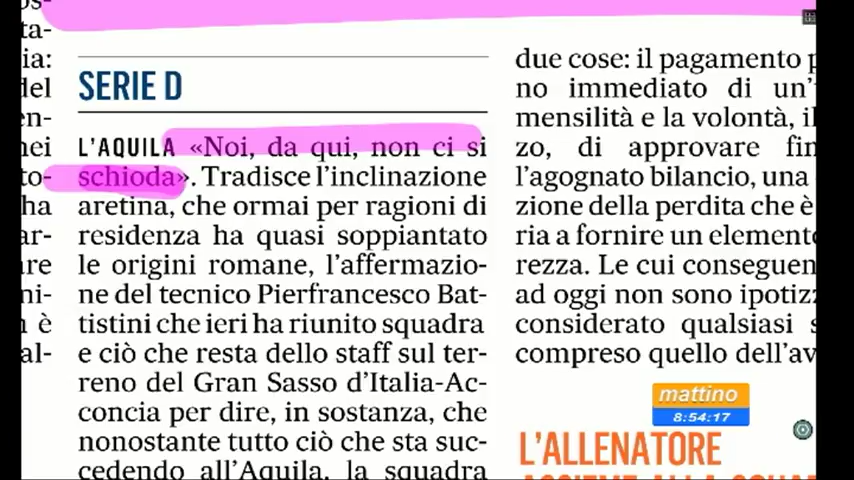 SERIE D
L'AQUILA «Noi, da qui, non ci si
schioda». Tradisce l'inclinazione
aretina, che ormai per ragioni di
residenza ha quasi soppiantato
le origini romane, l'affermazio-
ne del tecnico Pierfrancesco Bat-
tistini che ieri ha riunito squadra
e ciò che resta dello staff sul ter-
reno del Gran Sasso d'Italia-Ac-
concia per dire, in sostanza, che
nonostante tutto ciò che sta suc-
cedendo all'Aquila, la squadra
due cose: il pagamento p
no immediato di un'
mensilità e la volontà, il
zo, di approvare fin
l'agognato bilancio, una
zione della perdita che è
ria a fornire un elemento
rezza. Le cui conseguen
ad oggi non sono ipotizz
considerato qualsiasi s
compreso quello dell'av
mattino
8:54:17
L'ALLENATORE